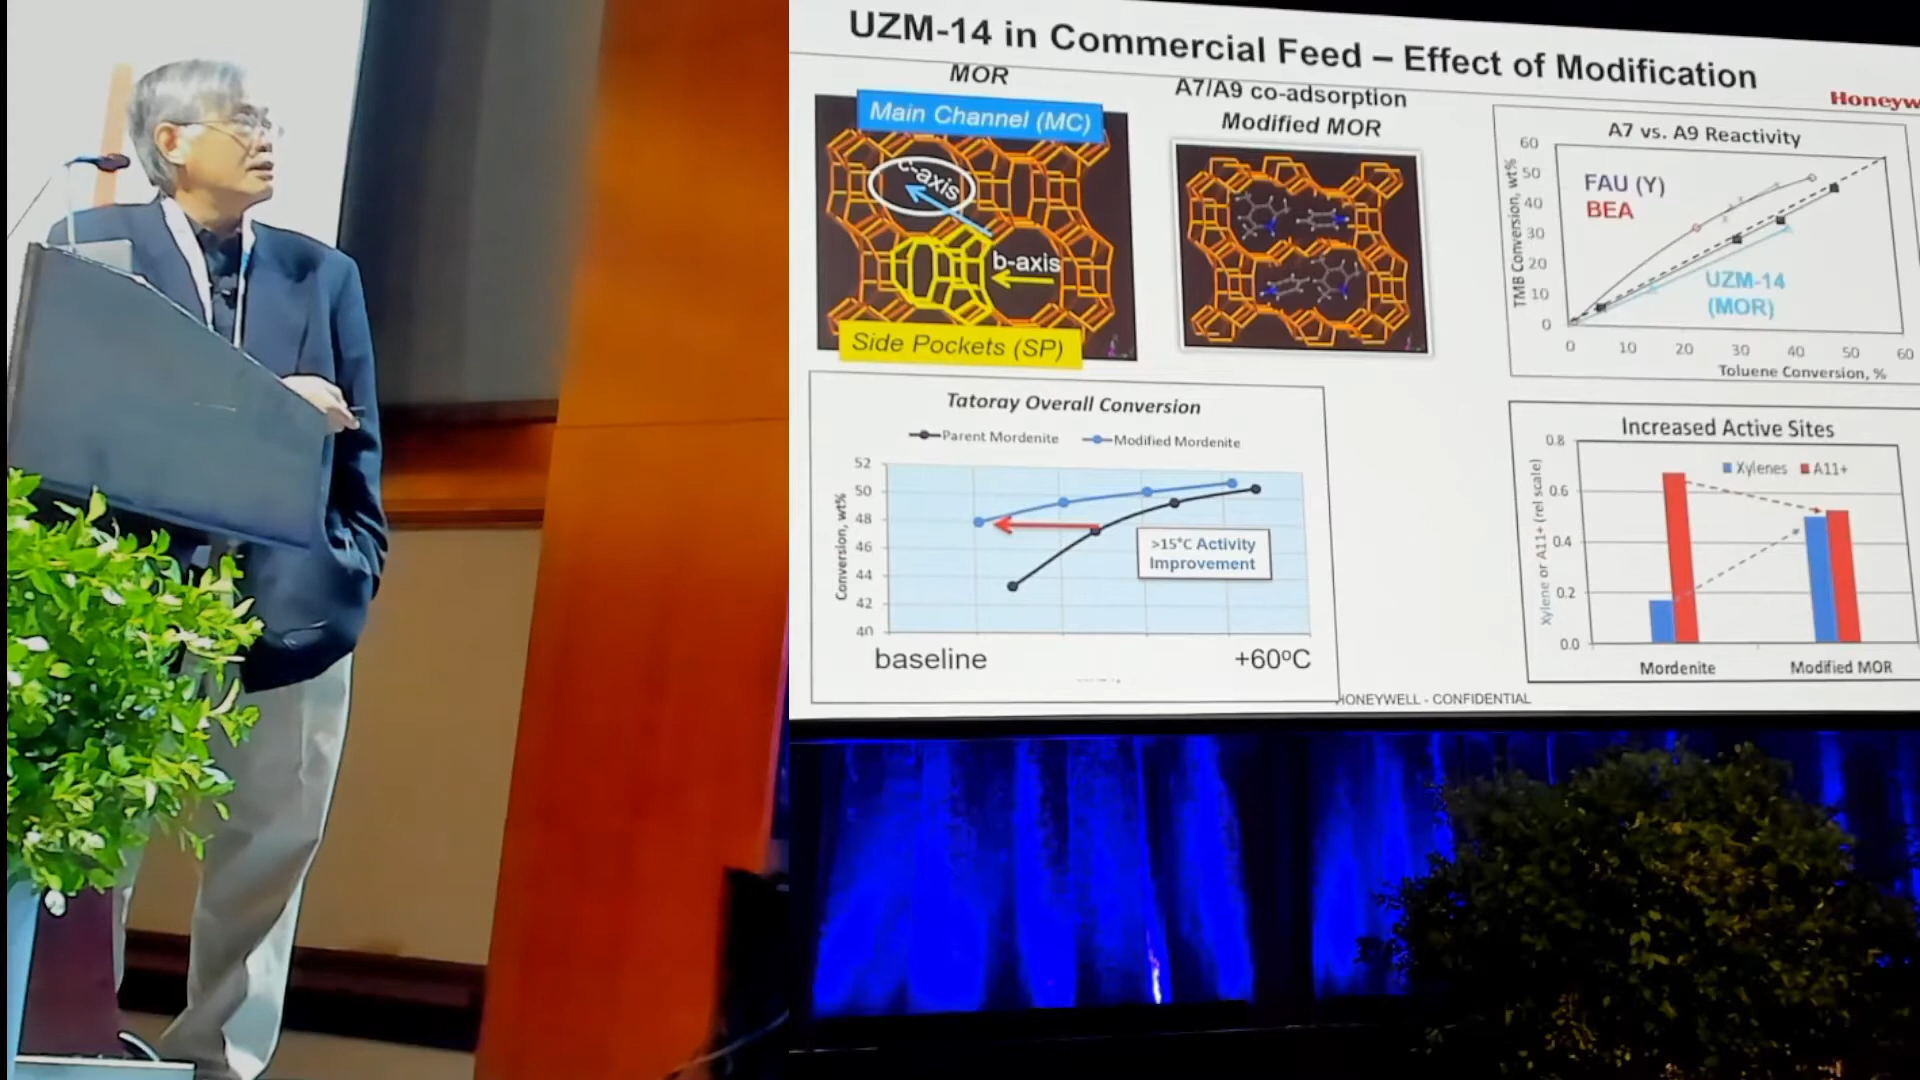 UZM-14 in Commercial Feed – Effect of Modification
MOR
Main Channel (MC)
c-axis
b-axis
Side Pockets (SP)
A7/A9 co-adsorption
Modified MOR
Honeyw
A7 vs. A9 Reactivity
TMB Conversion, wt%
60
50
40
30
20
10
0
FAU (Y)
BEA
UZM-14
(MOR)
0 10 20 30 40 50 60
Toluene Conversion, %
Tatoray Overall Conversion
Parent Mordenite Modified Mordenite
Conversion, wt%
52
50
48
46
44
42
40
>15°C Activity
Improvement
baseline +60°C
Increased Active Sites
Xylene or A11+ (rel scale)
0.8
0.6
0.4
0.2
0.0
Xylenes A11+
Mordenite Modified MOR
HONEYWELL - CONFIDENTIAL